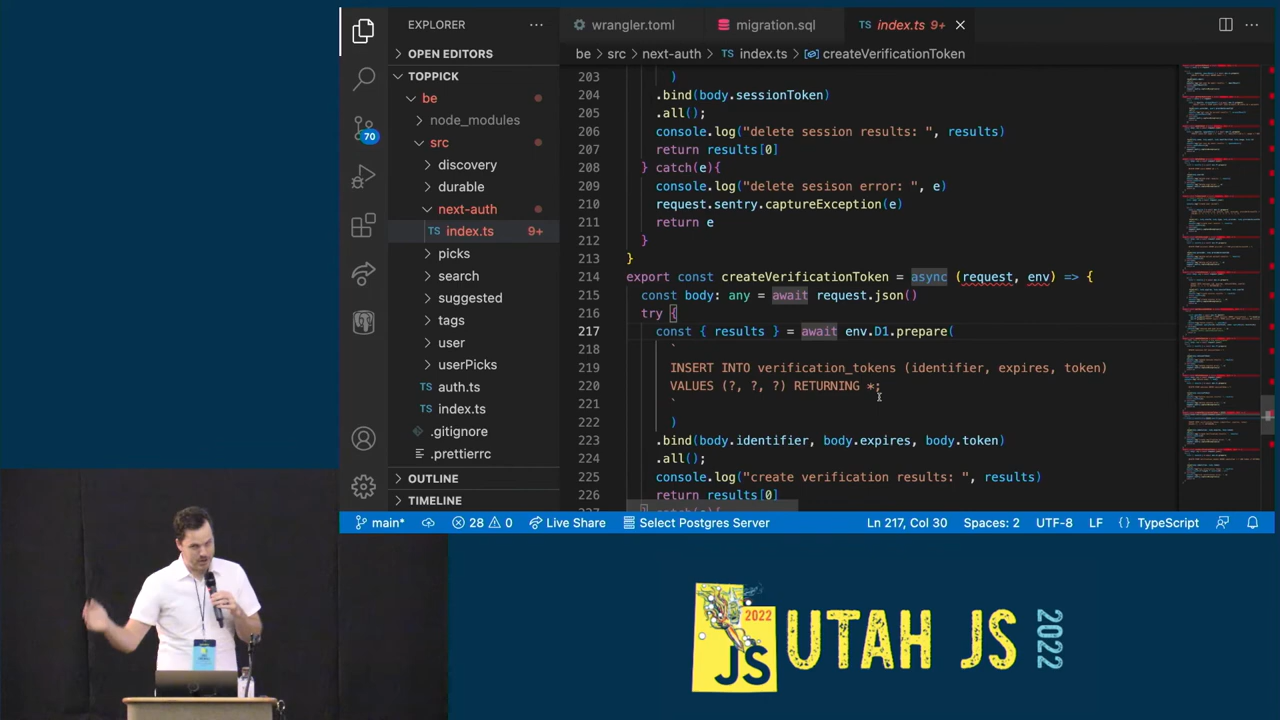 EXPLORER
OPEN EDITORS
TOPPICK
be
src
discove
durable
next-auth
TS index.ts 9+
picks
search
tags
user
userPicks
TS auth.ts
TS index.ts
.gitignore
OUTLINE
TIMELINE
70
wrangler.toml
migration.sql
TS index.ts 9+
be > src > next-auth > TS index.ts > createVerificationToken
203 )
204 .bind(body.sessionToken)
205 .all();
206 console.log("delete session results: ", results)
207 return results[0]
209 console.log("delete sesison error: ", e)
210 request.sentry.captureException(e)
211 return e
212 }
213 }
214 export const createVerificationToken = async (request, env) => {
215 const body: any = await request.json()
216 try {
217 const { results } = await env.D1.prepare(
218
219 INSERT INTO verification_tokens (identifier, expires, token)
220 VALUES (?, ?, ?) RETURNING *;
221
222
.bind(body.identifier, body.expires, body.token)
224 .all();
225 console.log("create verification results: ", results)
226 return results[0]
main*
28 0
Live Share
Select Postgres Server
Ln 217, Col 30
Spaces: 2
UTF-8
LF
{} TypeScript
2022
JS
UTAH JS
2022